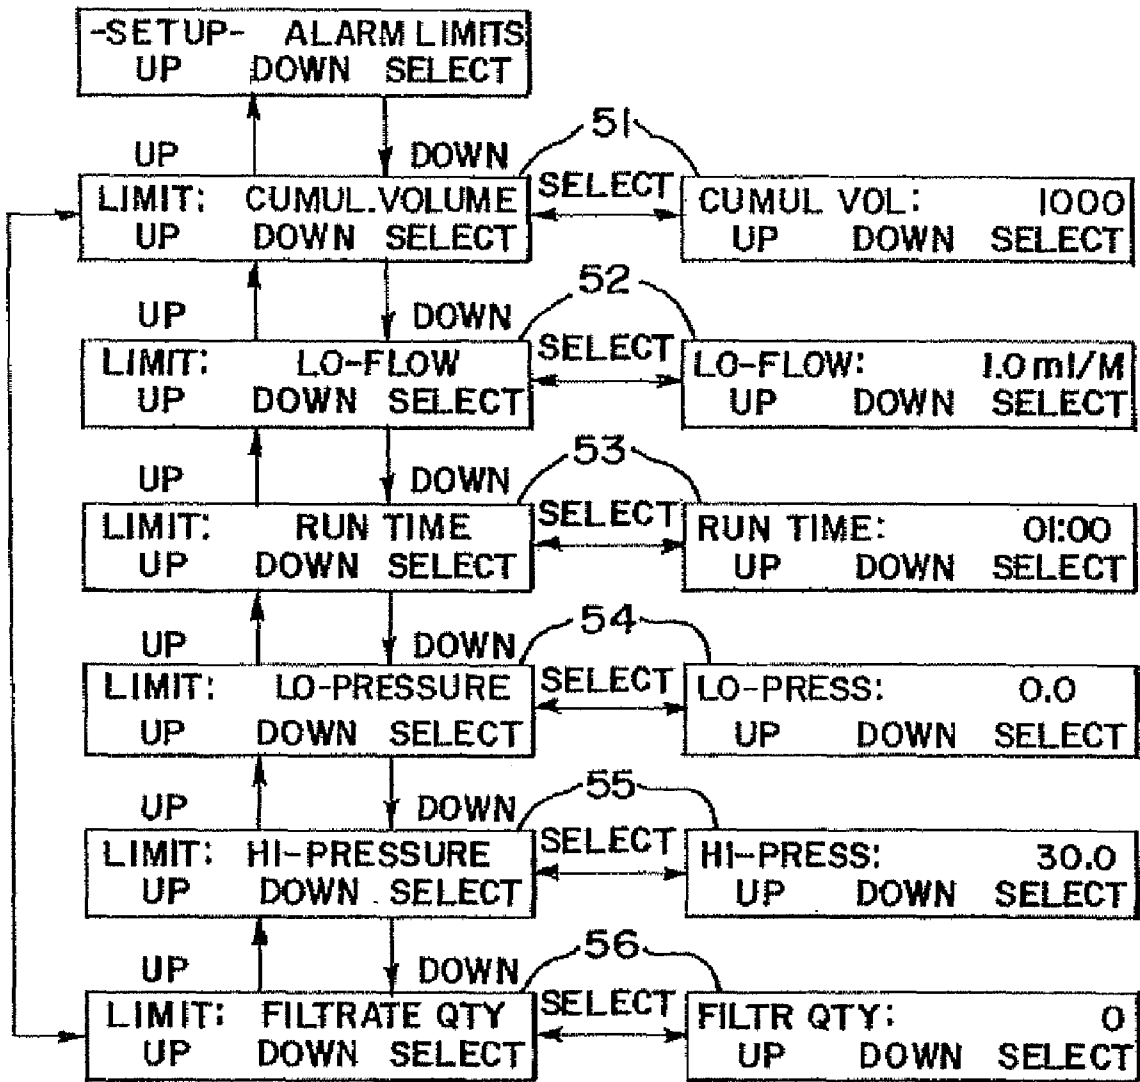 -SETUP- ALARM LIMITS
UP DOWN SELECT
UP DOWN
51
LIMIT: CUMUL.VOLUME
UP DOWN SELECT
SELECT
CUMUL VOL: 1000
UP DOWN SELECT
UP DOWN
52
LIMIT: LO-FLOW
UP DOWN SELECT
SELECT
LO-FLOW: 1.0 ml/M
UP DOWN SELECT
UP DOWN
53
LIMIT: RUN TIME
UP DOWN SELECT
SELECT
RUN TIME: 01:00
UP DOWN SELECT
UP DOWN
54
LIMIT: LO-PRESSURE
UP DOWN SELECT
SELECT
LO-PRESS: 0.0
UP DOWN SELECT
UP DOWN
55
LIMIT: HI-PRESSURE
UP DOWN SELECT
SELECT
HI-PRESS: 30.0
UP DOWN SELECT
UP DOWN
56
LIMIT: FILTRATE QTY
UP DOWN SELECT
SELECT
FILTR QTY: 0
UP DOWN SELECT